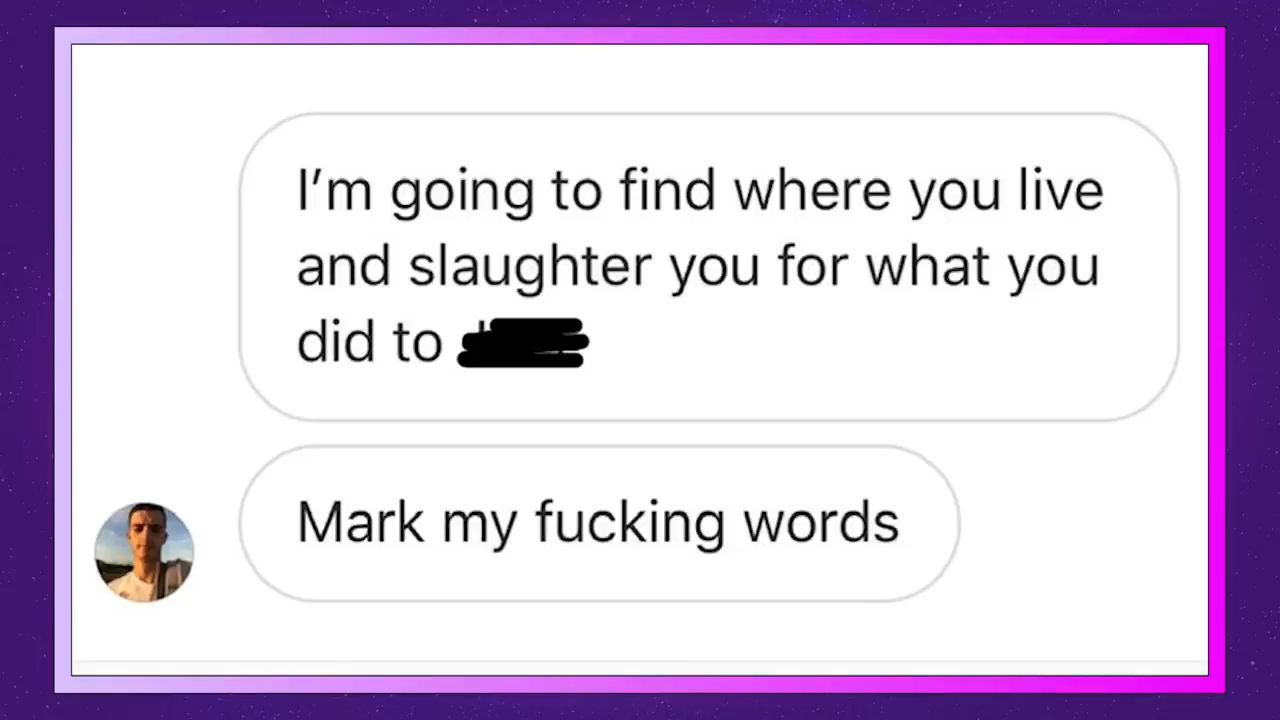 I’m going to find where you live
and slaughter you for what you
did to
Mark my fucking words